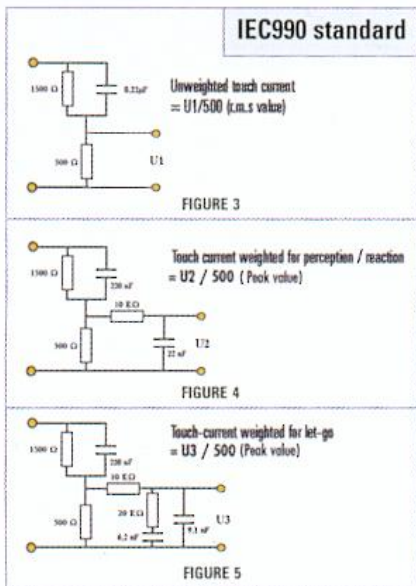 IEC990 standard
1500 Ω
0.22µF
Unweighted touch current
= U1/500 (r.m.s value)
500 Ω
U1
FIGURE 3
1500 Ω
220 nF
Touch current weighted for perception / reaction
= U2 / 500 (Peak value)
10 KΩ
500 Ω
22 nF
U2
FIGURE 4
1500 Ω
220 nF
Touch-current weighted for let-go
= U3 / 500 (Peak value)
10 KΩ
500 Ω
20 KΩ
6.2 nF
9.1 nF
U3
FIGURE 5